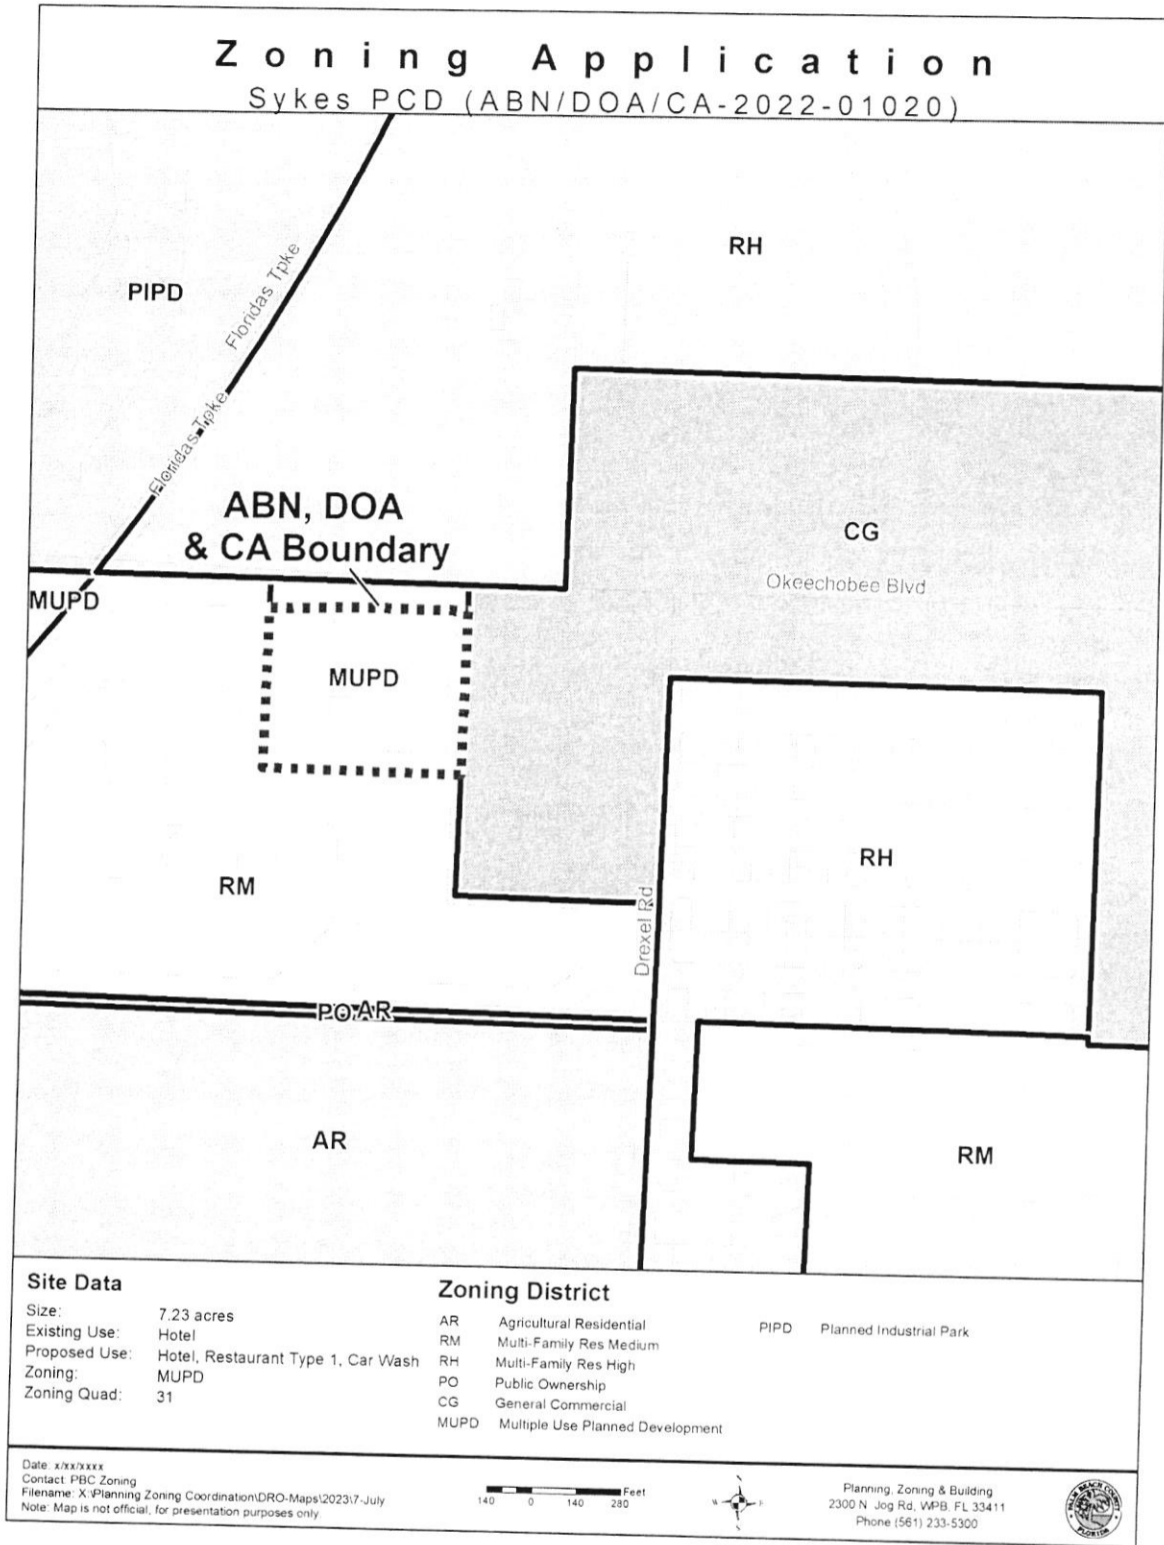 Zoning Application
Sykes PCD (ABN/DOA/CA-2022-01020)
RH
PIPD
Floridas Tpke
Floridas Tpke
ABN, DOA
& CA Boundary
CG
Okeechobee Blvd
MUPD
MUPD
RH
RM
Drexel Rd
PO AR
AR
RM
Site Data
Size: 7.23 acres
Existing Use: Hotel
Proposed Use: Hotel, Restaurant Type 1, Car Wash
Zoning: MUPD
Zoning Quad: 31
Zoning District
AR Agricultural Residential
RM Multi-Family Res Medium
RH Multi-Family Res High
PO Public Ownership
CG General Commercial
MUPD Multiple Use Planned Development
PIPD Planned Industrial Park
Date: x/xx/xxxx
Contact: PBC Zoning
Filename: X:\Planning Zoning Coordination\DRO-Maps\2023\7-July
Note: Map is not official, for presentation purposes only.
140 0 140 280 Feet
Planning, Zoning & Building
2300 N. Jog Rd, WPB, FL 33411
Phone (561) 233-5300
PALM BEACH COUNTY
FLORIDA